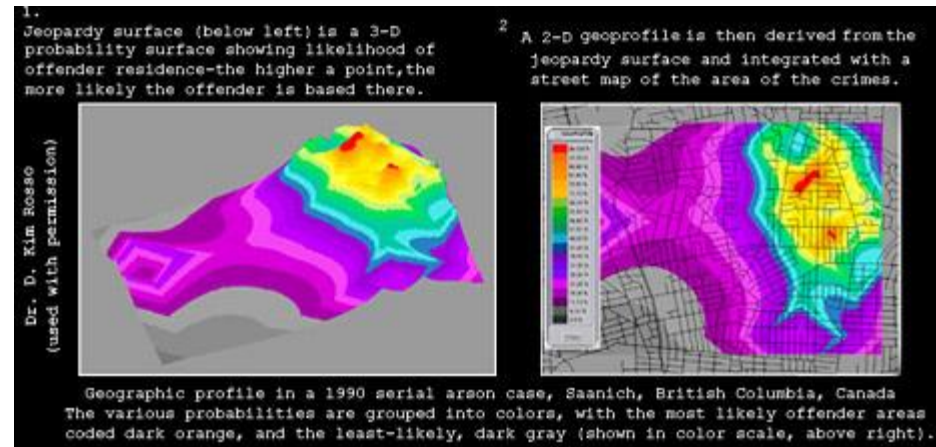 1.
Jeopardy surface (below left) is a 3-D
probability surface showing likelihood of
offender residence-the higher a point, the
more likely the offender is based there.
2
A 2-D geoprofile is then derived from the
jeopardy surface and integrated with a
street map of the area of the crimes.
Dr. D. Kim Rosso
(used with permission)
Geographic profile in a 1990 serial arson case, Saanich, British Columbia, Canada
The various probabilities are grouped into colors, with the most likely offender areas
coded dark orange, and the least-likely, dark gray (shown in color scale, above right).